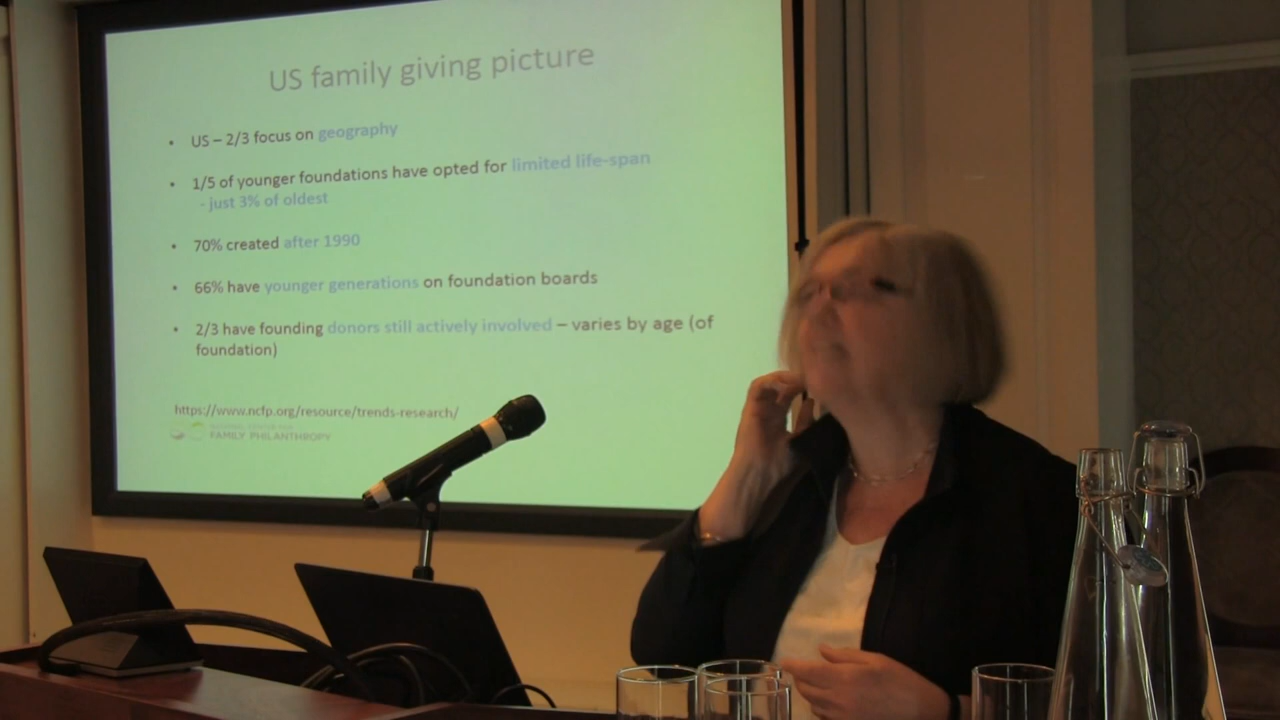 US family giving picture
• US – 2/3 focus on geography
• 1/5 of younger foundations have opted for limited life-span
- just 3% of oldest
• 70% created after 1990
• 66% have younger generations on foundation boards
• 2/3 have founding donors still actively involved – varies by age (of
foundation)
https://www.ncfp.org/resource/trends-research/
FAMILY PHILANTHROPY